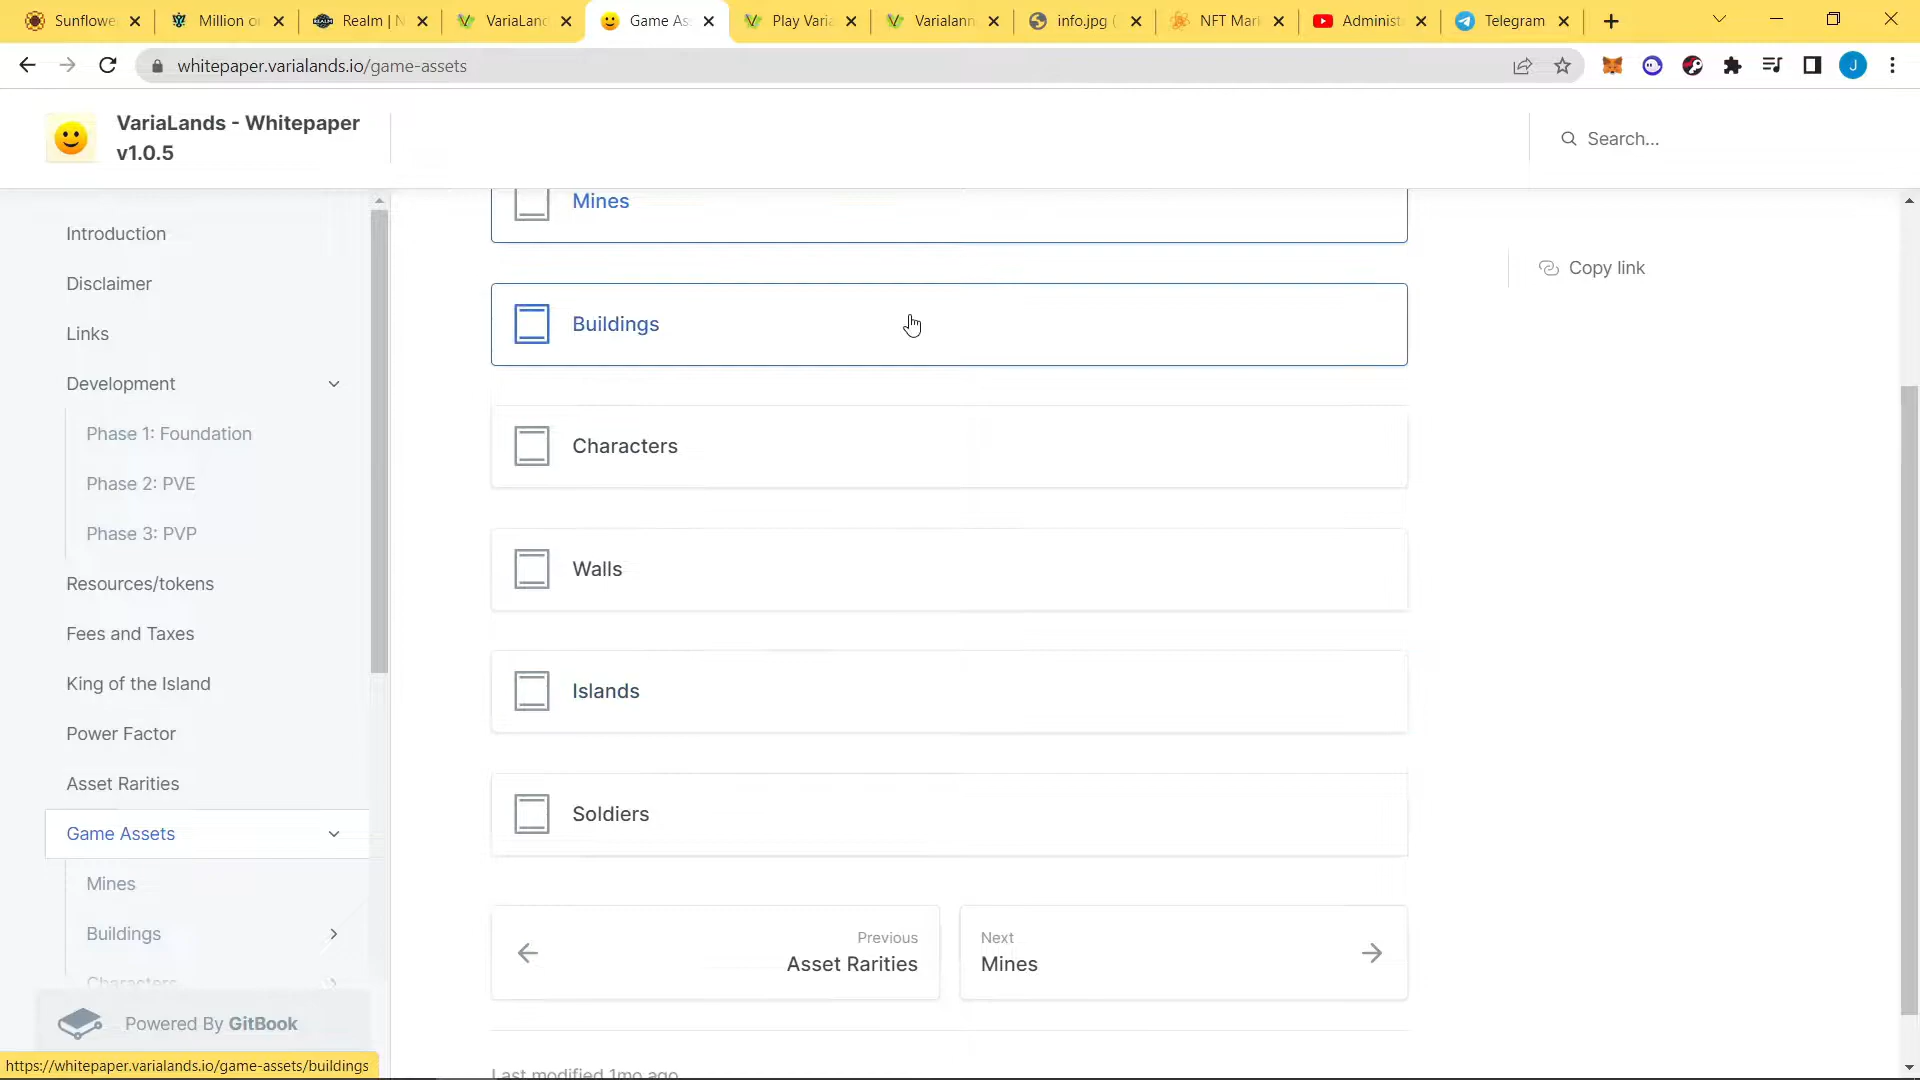 Sunflowe
Million o
Realm | N
VariaLand
Game As
Play Varia
Varialann
info.jpg (
NFT Mark
Administ
Telegram
whitepaper.varialands.io/game-assets
J
VariaLands - Whitepaper
v1.0.5
Search...
Introduction
Disclaimer
Links
Development
Phase 1: Foundation
Phase 2: PVE
Phase 3: PVP
Resources/tokens
Fees and Taxes
King of the Island
Power Factor
Asset Rarities
Game Assets
Mines
Buildings
Characters
Powered By GitBook
https://whitepaper.varialands.io/game-assets/buildings
Mines
Buildings
Characters
Walls
Islands
Soldiers
Previous
Asset Rarities
Next
Mines
Last modified 1mo ago
Copy link